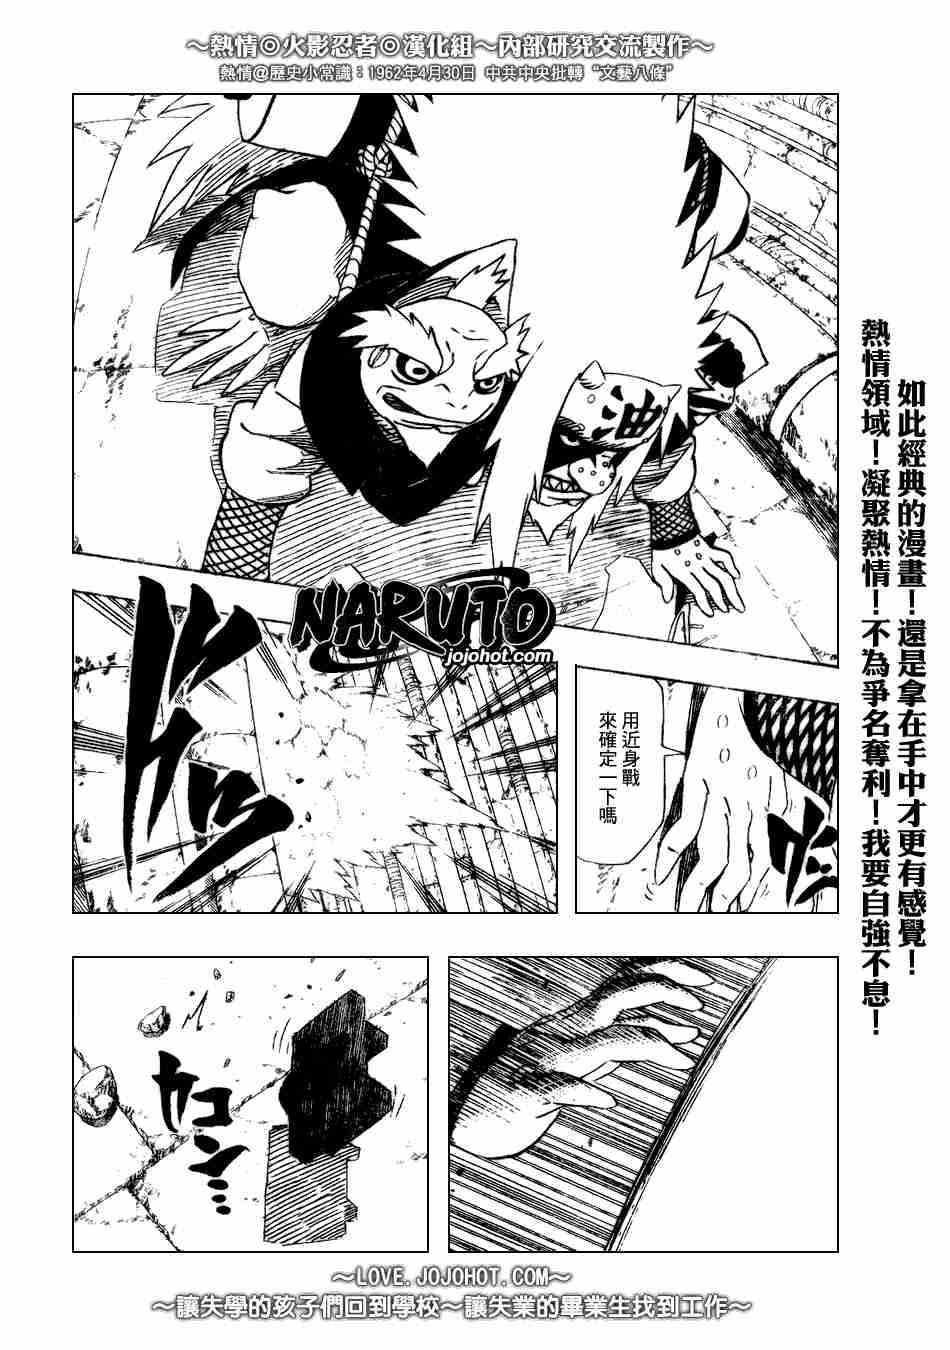 ～熱情◎火影忍者◎漢化組～內部研究交流製作～
熱情@歷史小常識：1962年4月30日 中共中央批轉“文藝八條”
油
如此經典的漫畫！還是拿在手中才更有感覺！
熱情領域！凝聚熱情！不為爭名奪利！我要自強不息！
NARUTO
jojohot.com
用近身戰
來確定一下嗎
ドッ
カコン…
～LOVE.JOJOHOT.COM～
～讓失學的孩子們回到學校～讓失業的畢業生找到工作～